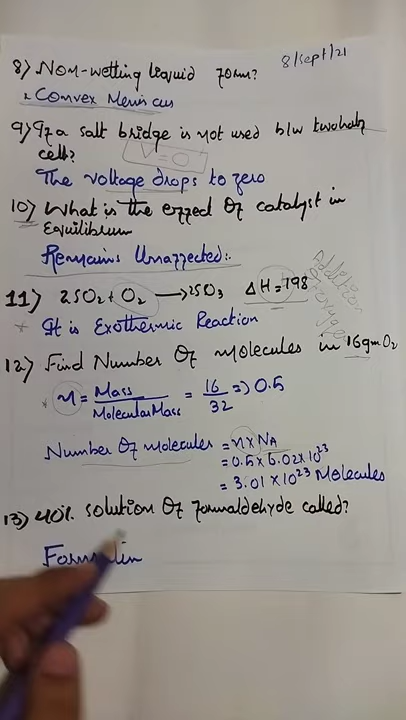 8) Non-wetting liquid form?
8/Sept/21
Convex Meniscus
9) If a salt bridge is not used b/w two half cell?
V=0
The voltage drops to zero
10) What is the effect Of catalyst in
Equilibrium
Remains Unaffected:-
11) 2SO2 + O2 → 2SO3 ΔH = 198
It is Exothermic Reaction
Addition
Oxygen
12) Find Number Of Molecules in 16gm O2
n = Mass / Molecular Mass = 16/32 => 0.5
Number Of Molecules = n x NA
= 0.5 x 6.02 x 10^23
= 3.01 x 10^23 Molecules
13) 40% solution Of formaldehyde called?
Formalin